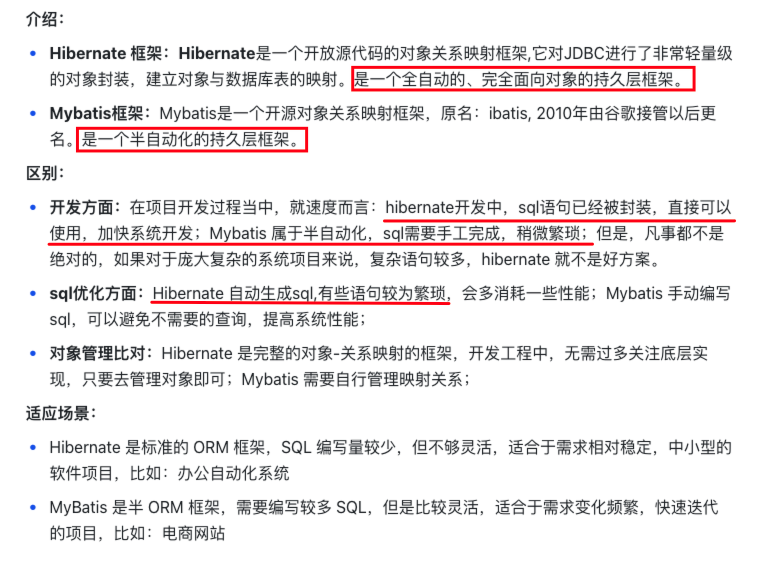 介绍：
• Hibernate 框架：Hibernate是一个开放源代码的对象关系映射框架,它对JDBC进行了非常轻量级
的对象封装，建立对象与数据库表的映射。是一个全自动的、完全面向对象的持久层框架。
• Mybatis框架：Mybatis是一个开源对象关系映射框架，原名：ibatis, 2010年由谷歌接管以后更
名。是一个半自动化的持久层框架。
区别：
• 开发方面：在项目开发过程当中，就速度而言：hibernate开发中，sql语句已经被封装，直接可以
使用，加快系统开发；Mybatis 属于半自动化，sql需要手工完成，稍微繁琐；但是，凡事都不是
绝对的，如果对于庞大复杂的系统项目来说，复杂语句较多，hibernate 就不是好方案。
• sql优化方面：Hibernate 自动生成sql,有些语句较为繁琐，会多消耗一些性能；Mybatis 手动编写
sql，可以避免不需要的查询，提高系统性能；
• 对象管理比对：Hibernate 是完整的对象-关系映射的框架，开发工程中，无需过多关注底层实
现，只要去管理对象即可；Mybatis 需要自行管理映射关系；
适应场景：
• Hibernate 是标准的 ORM 框架，SQL 编写量较少，但不够灵活，适合于需求相对稳定，中小型的
软件项目，比如：办公自动化系统
• MyBatis 是半 ORM 框架，需要编写较多 SQL，但是比较灵活，适合于需求变化频繁，快速迭代
的项目，比如：电商网站